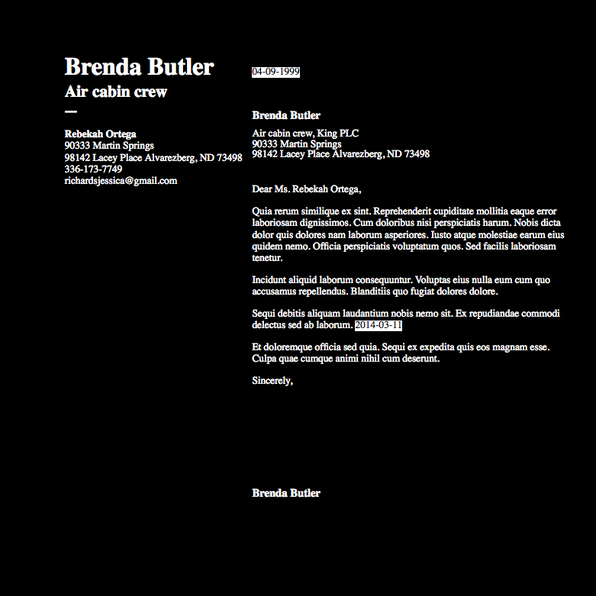 Brenda Butler
Air cabin crew
—
Rebekah Ortega
90333 Martin Springs
98142 Lacey Place Alvarezberg, ND 73498
336-173-7749
richardsjessica@gmail.com
04-09-1999
Brenda Butler
Air cabin crew, King PLC
90333 Martin Springs
98142 Lacey Place Alvarezberg, ND 73498
Dear Ms. Rebekah Ortega,
Quia rerum similique ex sint. Reprehenderit cupiditate mollitia eaque error
laboriosam dignissimos. Cum doloribus nisi perspiciatis harum. Nobis dicta
dolor quis dolores nam laborum asperiores. Iusto atque molestiae earum eius
quidem nemo. Officia perspiciatis voluptatum quos. Sed facilis laboriosam
tenetur.
Incidunt aliquid laborum consequuntur. Voluptas eius nulla eum cum quo
accusamus repellendus. Blanditiis quo fugiat dolores dolore.
Sequi debitis aliquam laudantium nobis nemo sit. Ex repudiandae commodi
delectus sed ab laborum. 2014-03-11
Et doloremque officia sed quia. Sequi ex expedita quis eos magnam esse.
Culpa quae cumque animi nihil cum deserunt.
Sincerely,
Brenda Butler